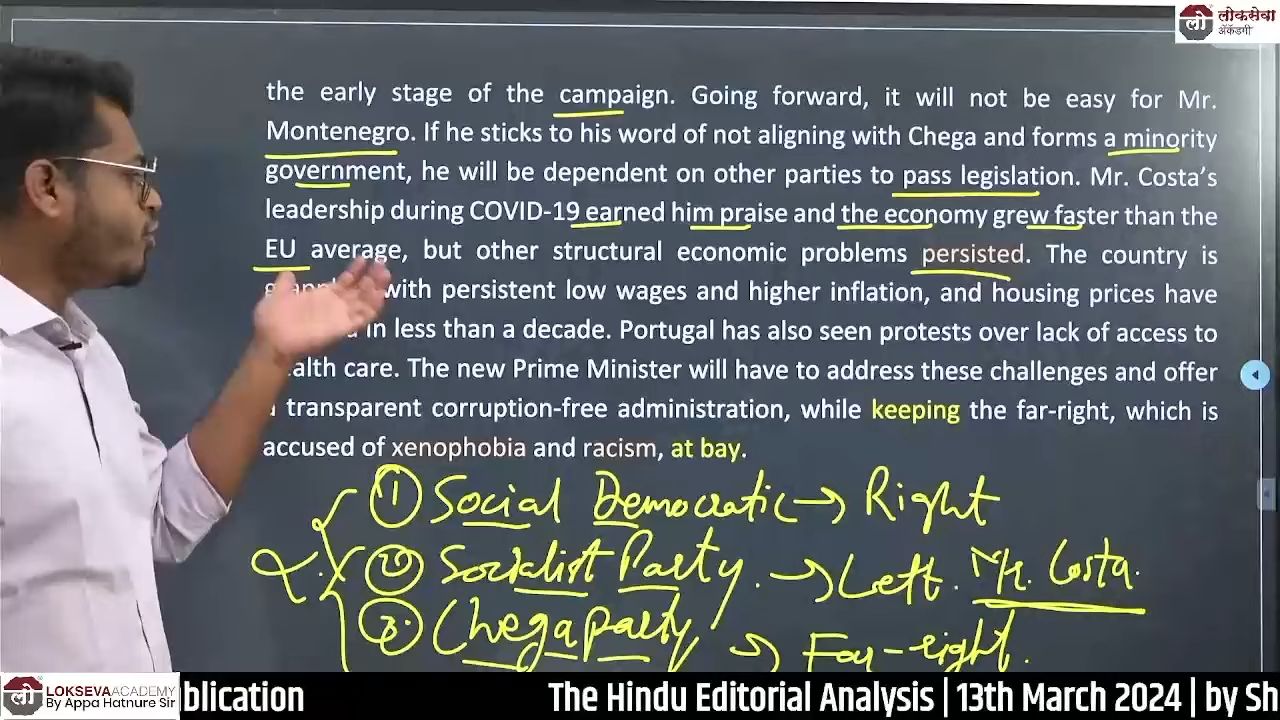 लोकसेवा
अ‍ॅकॅडमी
the early stage of the campaign. Going forward, it will not be easy for Mr.
Montenegro. If he sticks to his word of not aligning with Chega and forms a minority
government, he will be dependent on other parties to pass legislation. Mr. Costa's
leadership during COVID-19 earned him praise and the economy grew faster than the
EU average, but other structural economic problems persisted. The country is
with persistent low wages and higher inflation, and housing prices have
in less than a decade. Portugal has also seen protests over lack of access to
alth care. The new Prime Minister will have to address these challenges and offer
transparent corruption-free administration, while keeping the far-right, which is
accused of xenophobia and racism, at bay.
① Social Democratic → Right
② Socialist Party. → Left. Mr. Costa.
③ Chega party → Far-right.
लो LOKSEVA ACADEMY
By Appa Hatnure Sir
blication The Hindu Editorial Analysis | 13th March 2024 | by Sh